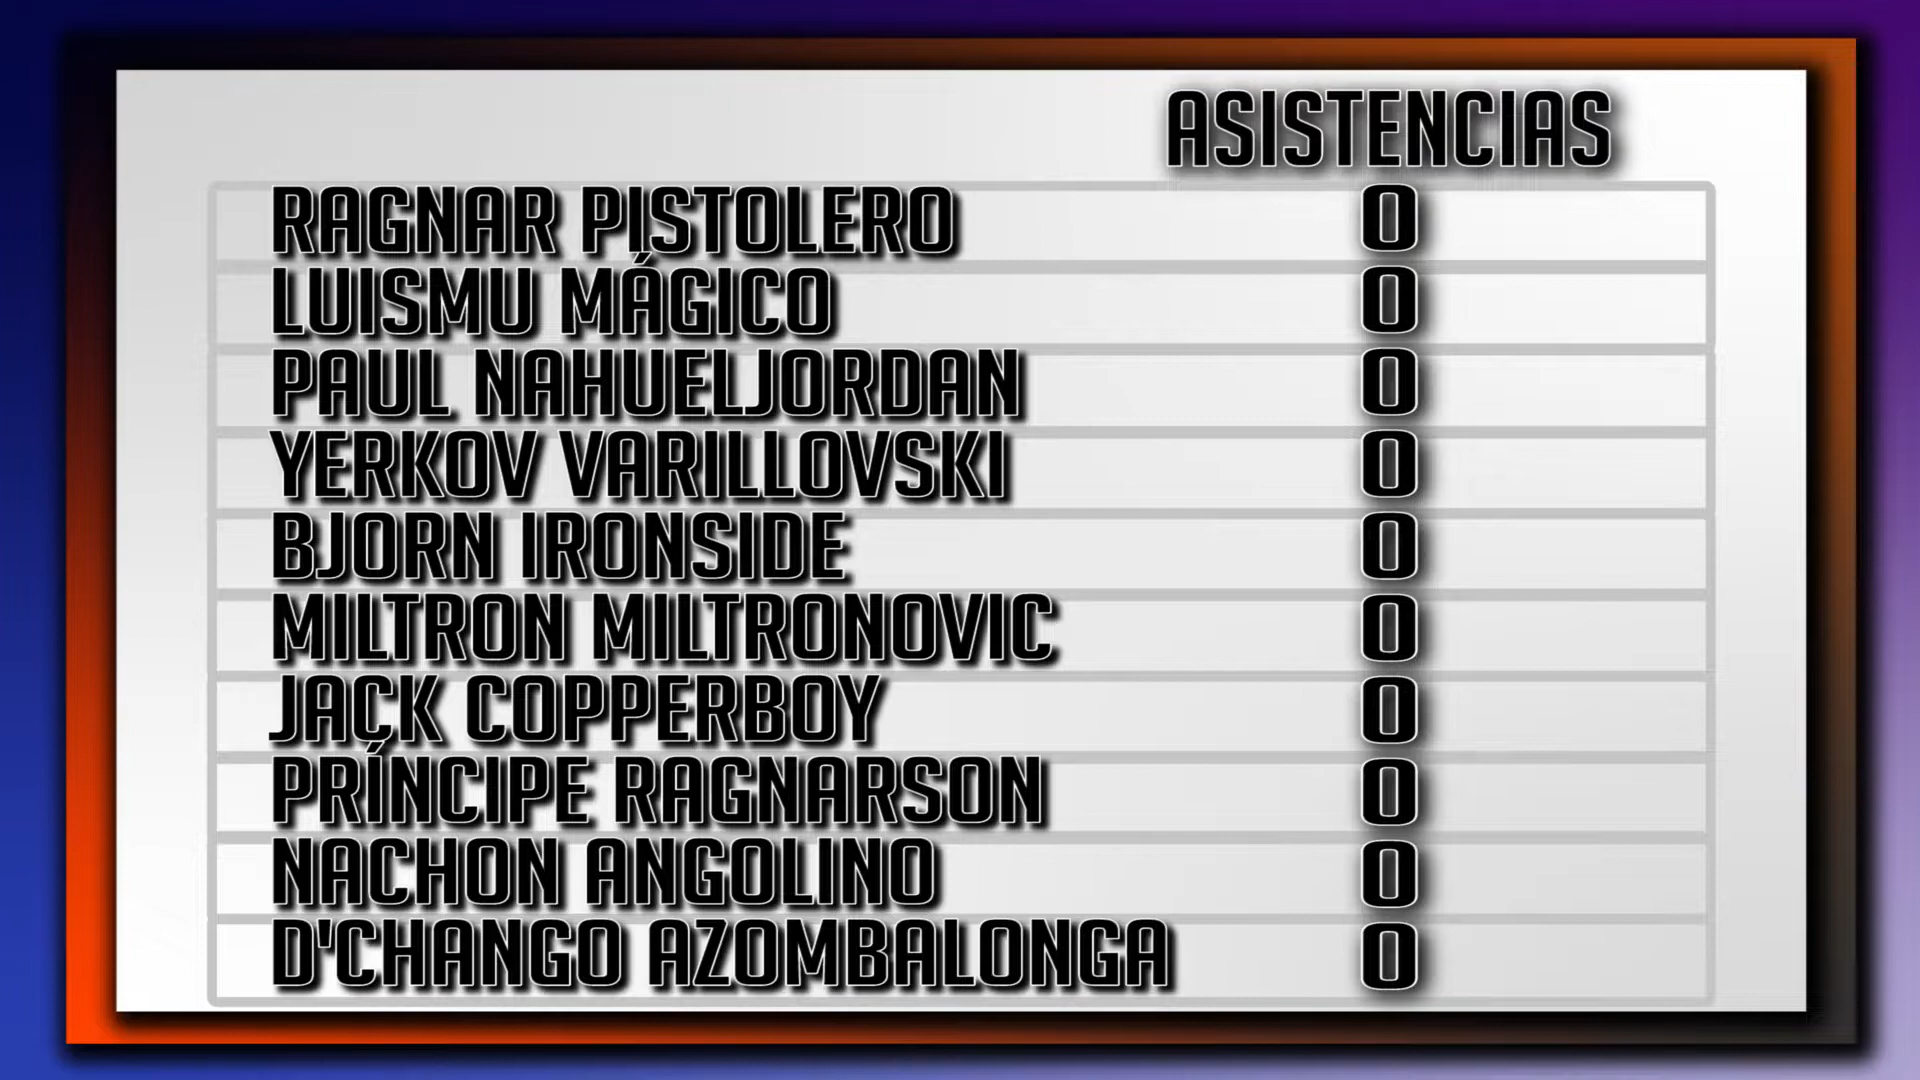 ASISTENCIAS
RAGNAR PISTOLERO 0
LUISMU MÁGICO 0
PAUL NAHUELJORDAN 0
YERKOV VARILLOVSKI 0
BJORN IRONSIDE 0
MILTRON MILTRONOVIC 0
JACK COPPERBOY 0
PRÍNCIPE RAGNARSON 0
NACHON ANGOLINO 0
D'CHANGO AZOMBALONGA 0